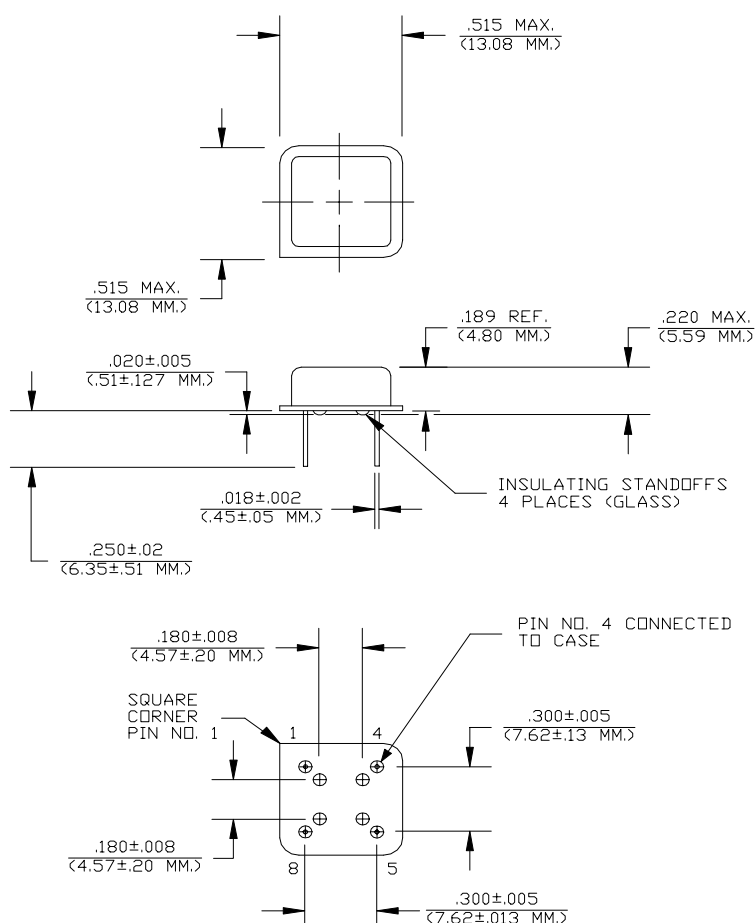 .515 MAX.
(13.08 MM.)
.515 MAX.
(13.08 MM.)
.189 REF.
(4.80 MM.)
.220 MAX.
(5.59 MM.)
.020±.005
(.51±.127 MM.)
INSULATING STANDOFFS
4 PLACES (GLASS)
.018±.002
(.45±.05 MM.)
.250±.02
(6.35±.51 MM.)
PIN NO. 4 CONNECTED
TO CASE
.180±.008
(4.57±.20 MM.)
SQUARE
CORNER
PIN NO. 1
1
4
.300±.005
(7.62±.13 MM.)
.180±.008
(4.57±.20 MM.)
8
5
.300±.005
(7.62±.013 MM.)